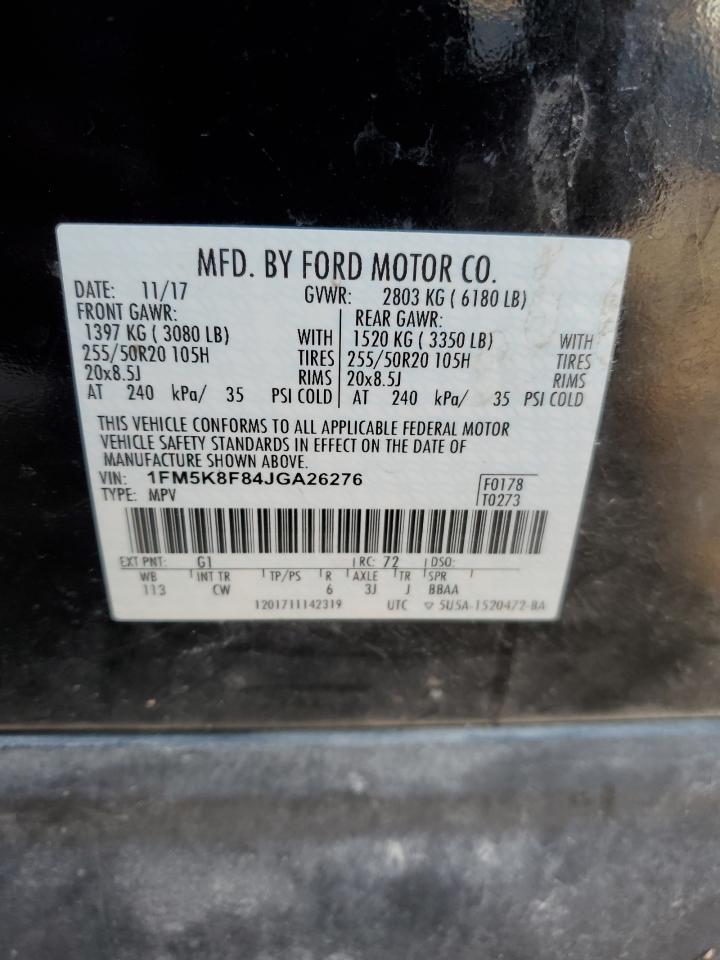 MFD. BY FORD MOTOR CO.
DATE: 11/17 GVWR: 2803 KG ( 6180 LB)
FRONT GAWR: REAR GAWR:
1397 KG ( 3080 LB) WITH 1520 KG ( 3350 LB) WITH
255/50R20 105H TIRES 255/50R20 105H TIRES
20x8.5J RIMS 20x8.5J RIMS
AT 240 kPa/ 35 PSI COLD AT 240 kPa/ 35 PSI COLD
THIS VEHICLE CONFORMS TO ALL APPLICABLE FEDERAL MOTOR
VEHICLE SAFETY STANDARDS IN EFFECT ON THE DATE OF
MANUFACTURE SHOWN ABOVE.
VIN: 1FM5K8F84JGA26276 F0178
TYPE: MPV T0273
EXT PNT: G1 RC: 72 DSO:
WB INT TR TP/PS R AXLE TR SPR
113 CW 6 3J J BBAA
1201711142319 UTC ▽ 5U5A-1520472-BA